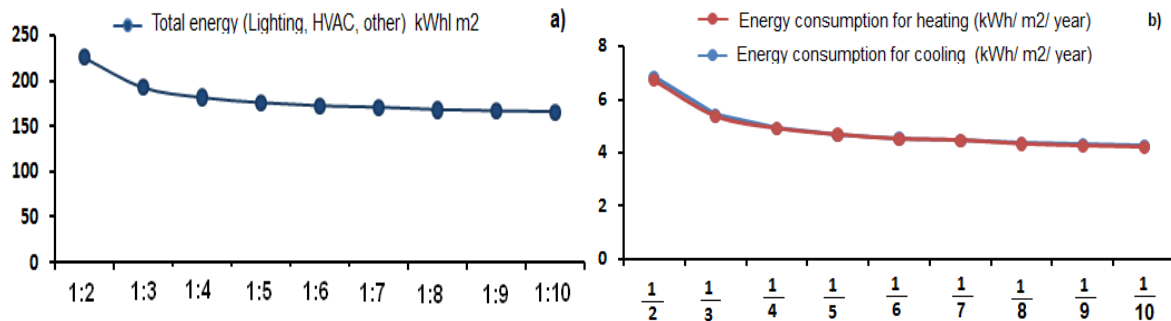 Total energy (Lighting, HVAC, other) kWhl m2
a)
250
200
150
100
50
0
1:2 1:3 1:4 1:5 1:6 1:7 1:8 1:9 1:10
Energy consumption for heating (kWh/ m2/ year)
b)
Energy consumption for cooling (kWh/ m2/ year)
8
6
4
2
0
1 1 1 1 1 1 1 1 1
2 3 4 5 6 7 8 9 10